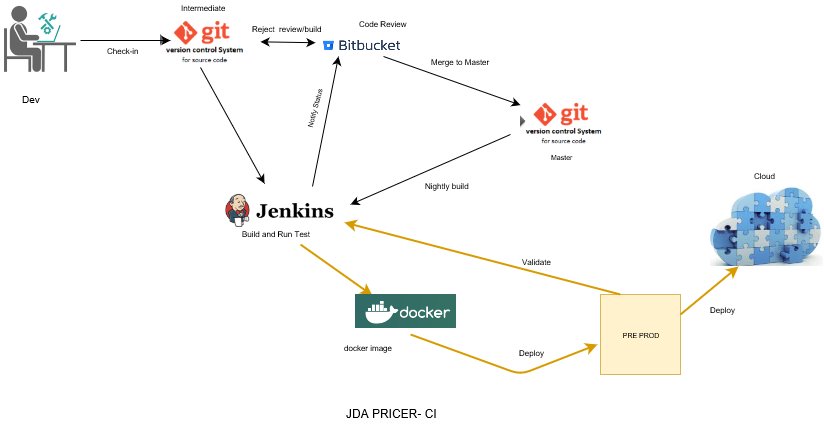 Intermediate
git
version control System
for source code
Reject review/build
Code Review
Bitbucket
Check-in
Dev
Merge to Master
Notify Status
git
version control System
for source code
Master
Nightly build
Cloud
Jenkins
Build and Run Test
Validate
docker
docker image
Deploy
PRE PROD
Deploy
JDA PRICER- CI